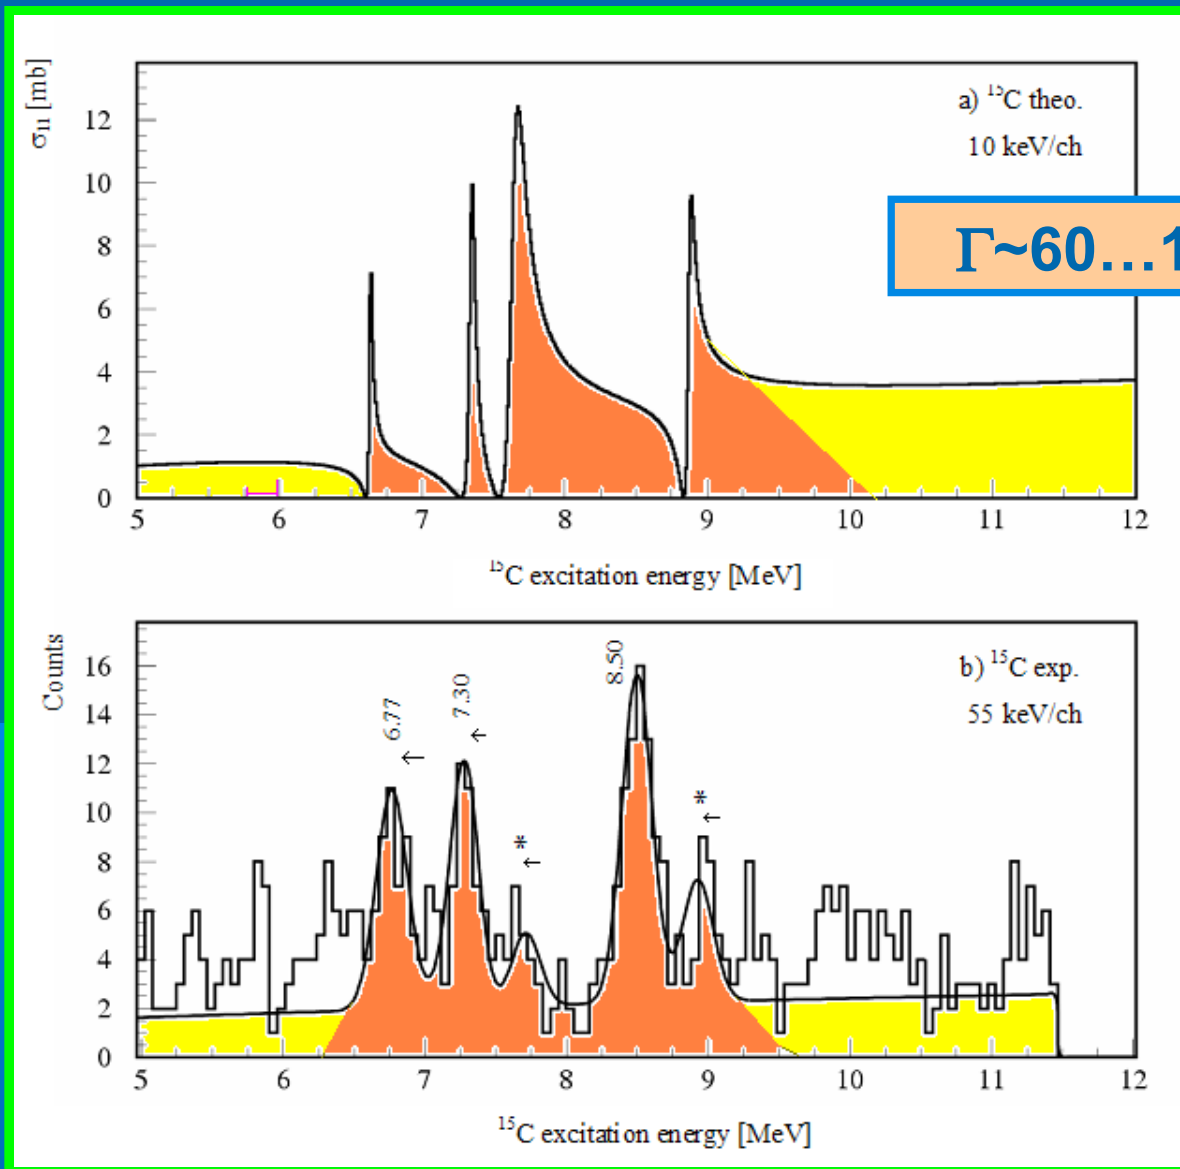 σ₁₁ [mb]
a) ¹⁵C theo.
10 keV/ch
Γ~60…1
12
10
8
6
4
2
0
5 6 7 8 9 10 11 12
¹⁵C excitation energy [MeV]
Counts
b) ¹⁵C exp.
55 keV/ch
6.77 ←
7.30 ←
* ←
8.50
* ←
16
14
12
10
8
6
4
2
0
5 6 7 8 9 10 11 12
¹⁵C excitation energy [MeV]